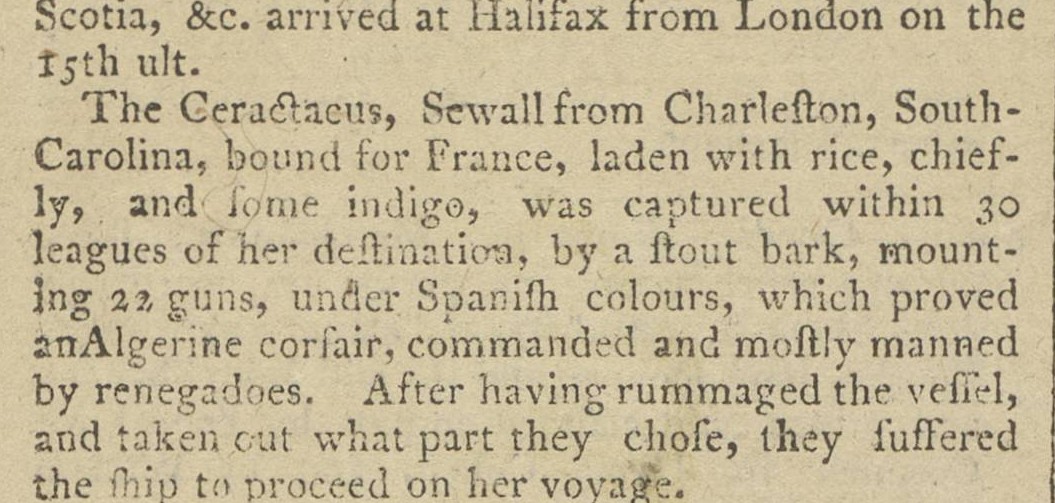 Scotia, &c. arrived at Halifax from London on the
15th ult.
The Ceractacus, Sewall from Charleſton, South-
Carolina, bound for France, laden with rice, chief-
ly, and ſome indigo, was captured within 30
leagues of her deſtination, by a ſtout bark, mount-
ing 22 guns, under Spaniſh colours, which proved
an Algerine corſair, commanded and moſtly manned
by renegadoes. After having rummaged the veſſel,
and taken out what part they choſe, they ſuffered
the ſhip to proceed on her voyage.